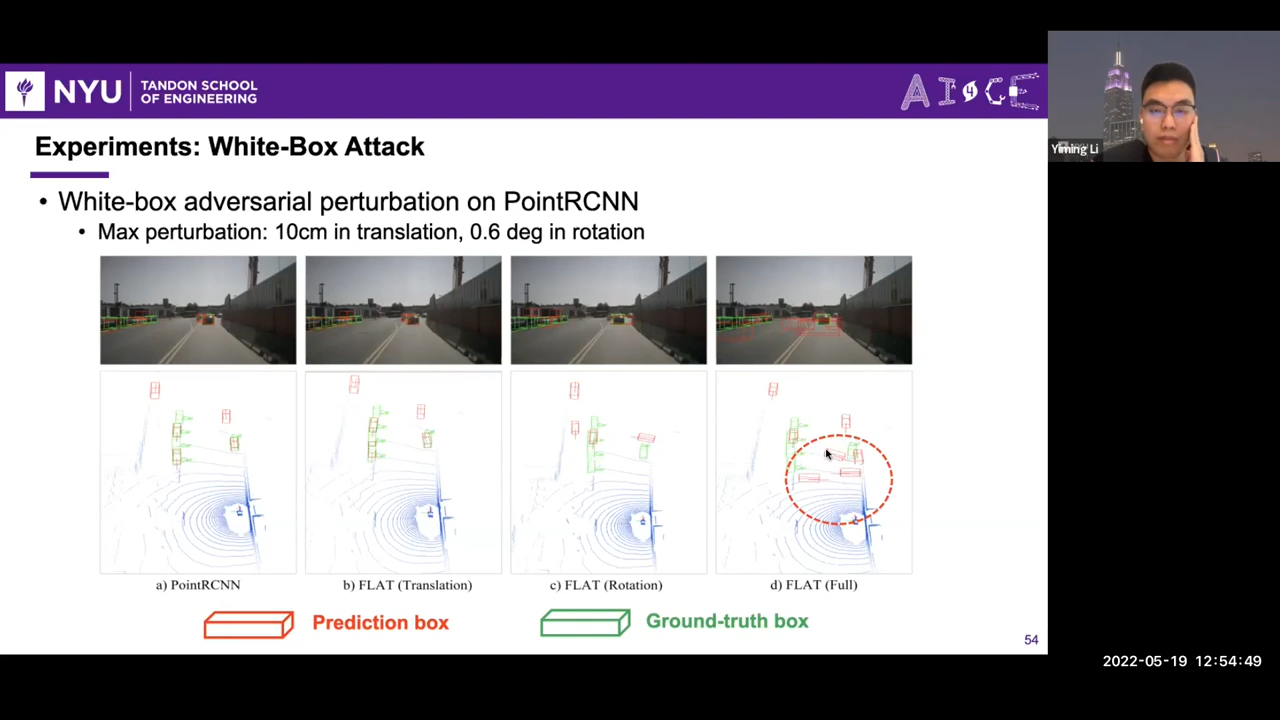 NYU
TANDON SCHOOL
OF ENGINEERING
AI4CE
Experiments: White-Box Attack
• White-box adversarial perturbation on PointRCNN
• Max perturbation: 10cm in translation, 0.6 deg in rotation
a) PointRCNN
b) FLAT (Translation)
c) FLAT (Rotation)
d) FLAT (Full)
Prediction box
Ground-truth box
54
Yiming Li
2022-05-19 12:54:49